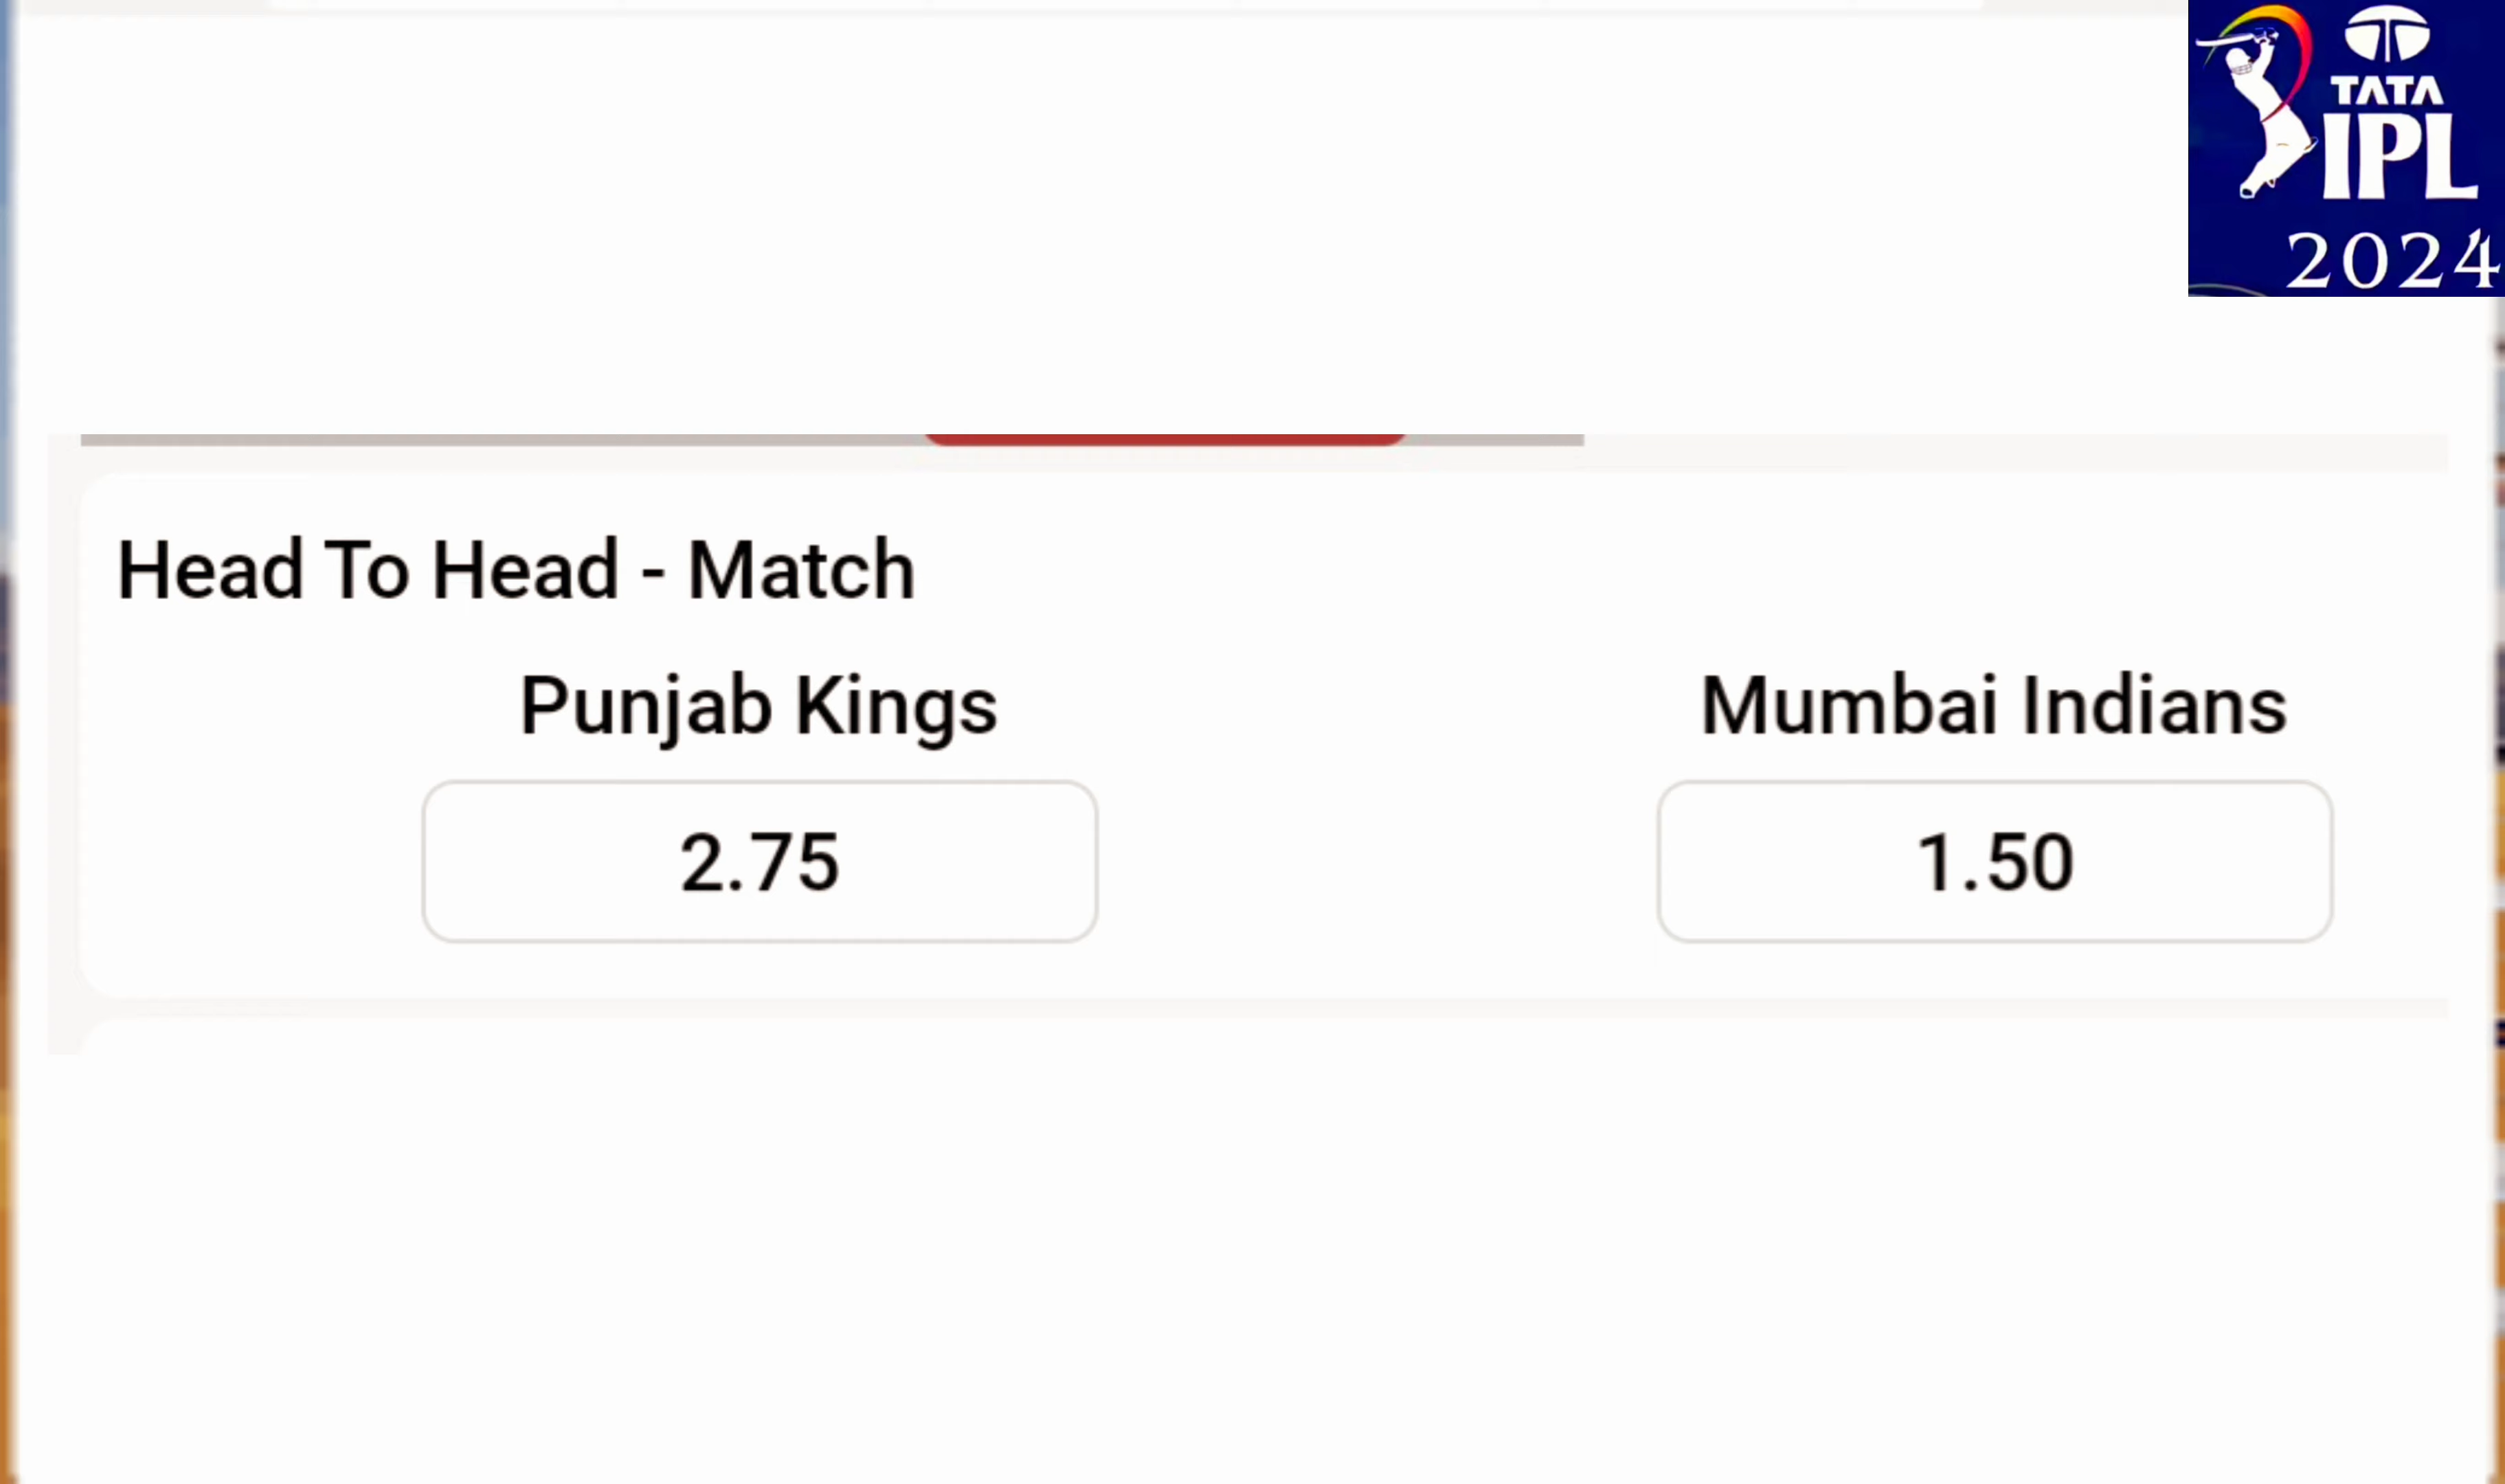 TATA
IPL
2024
Head To Head - Match
Punjab Kings Mumbai Indians
2.75 1.50